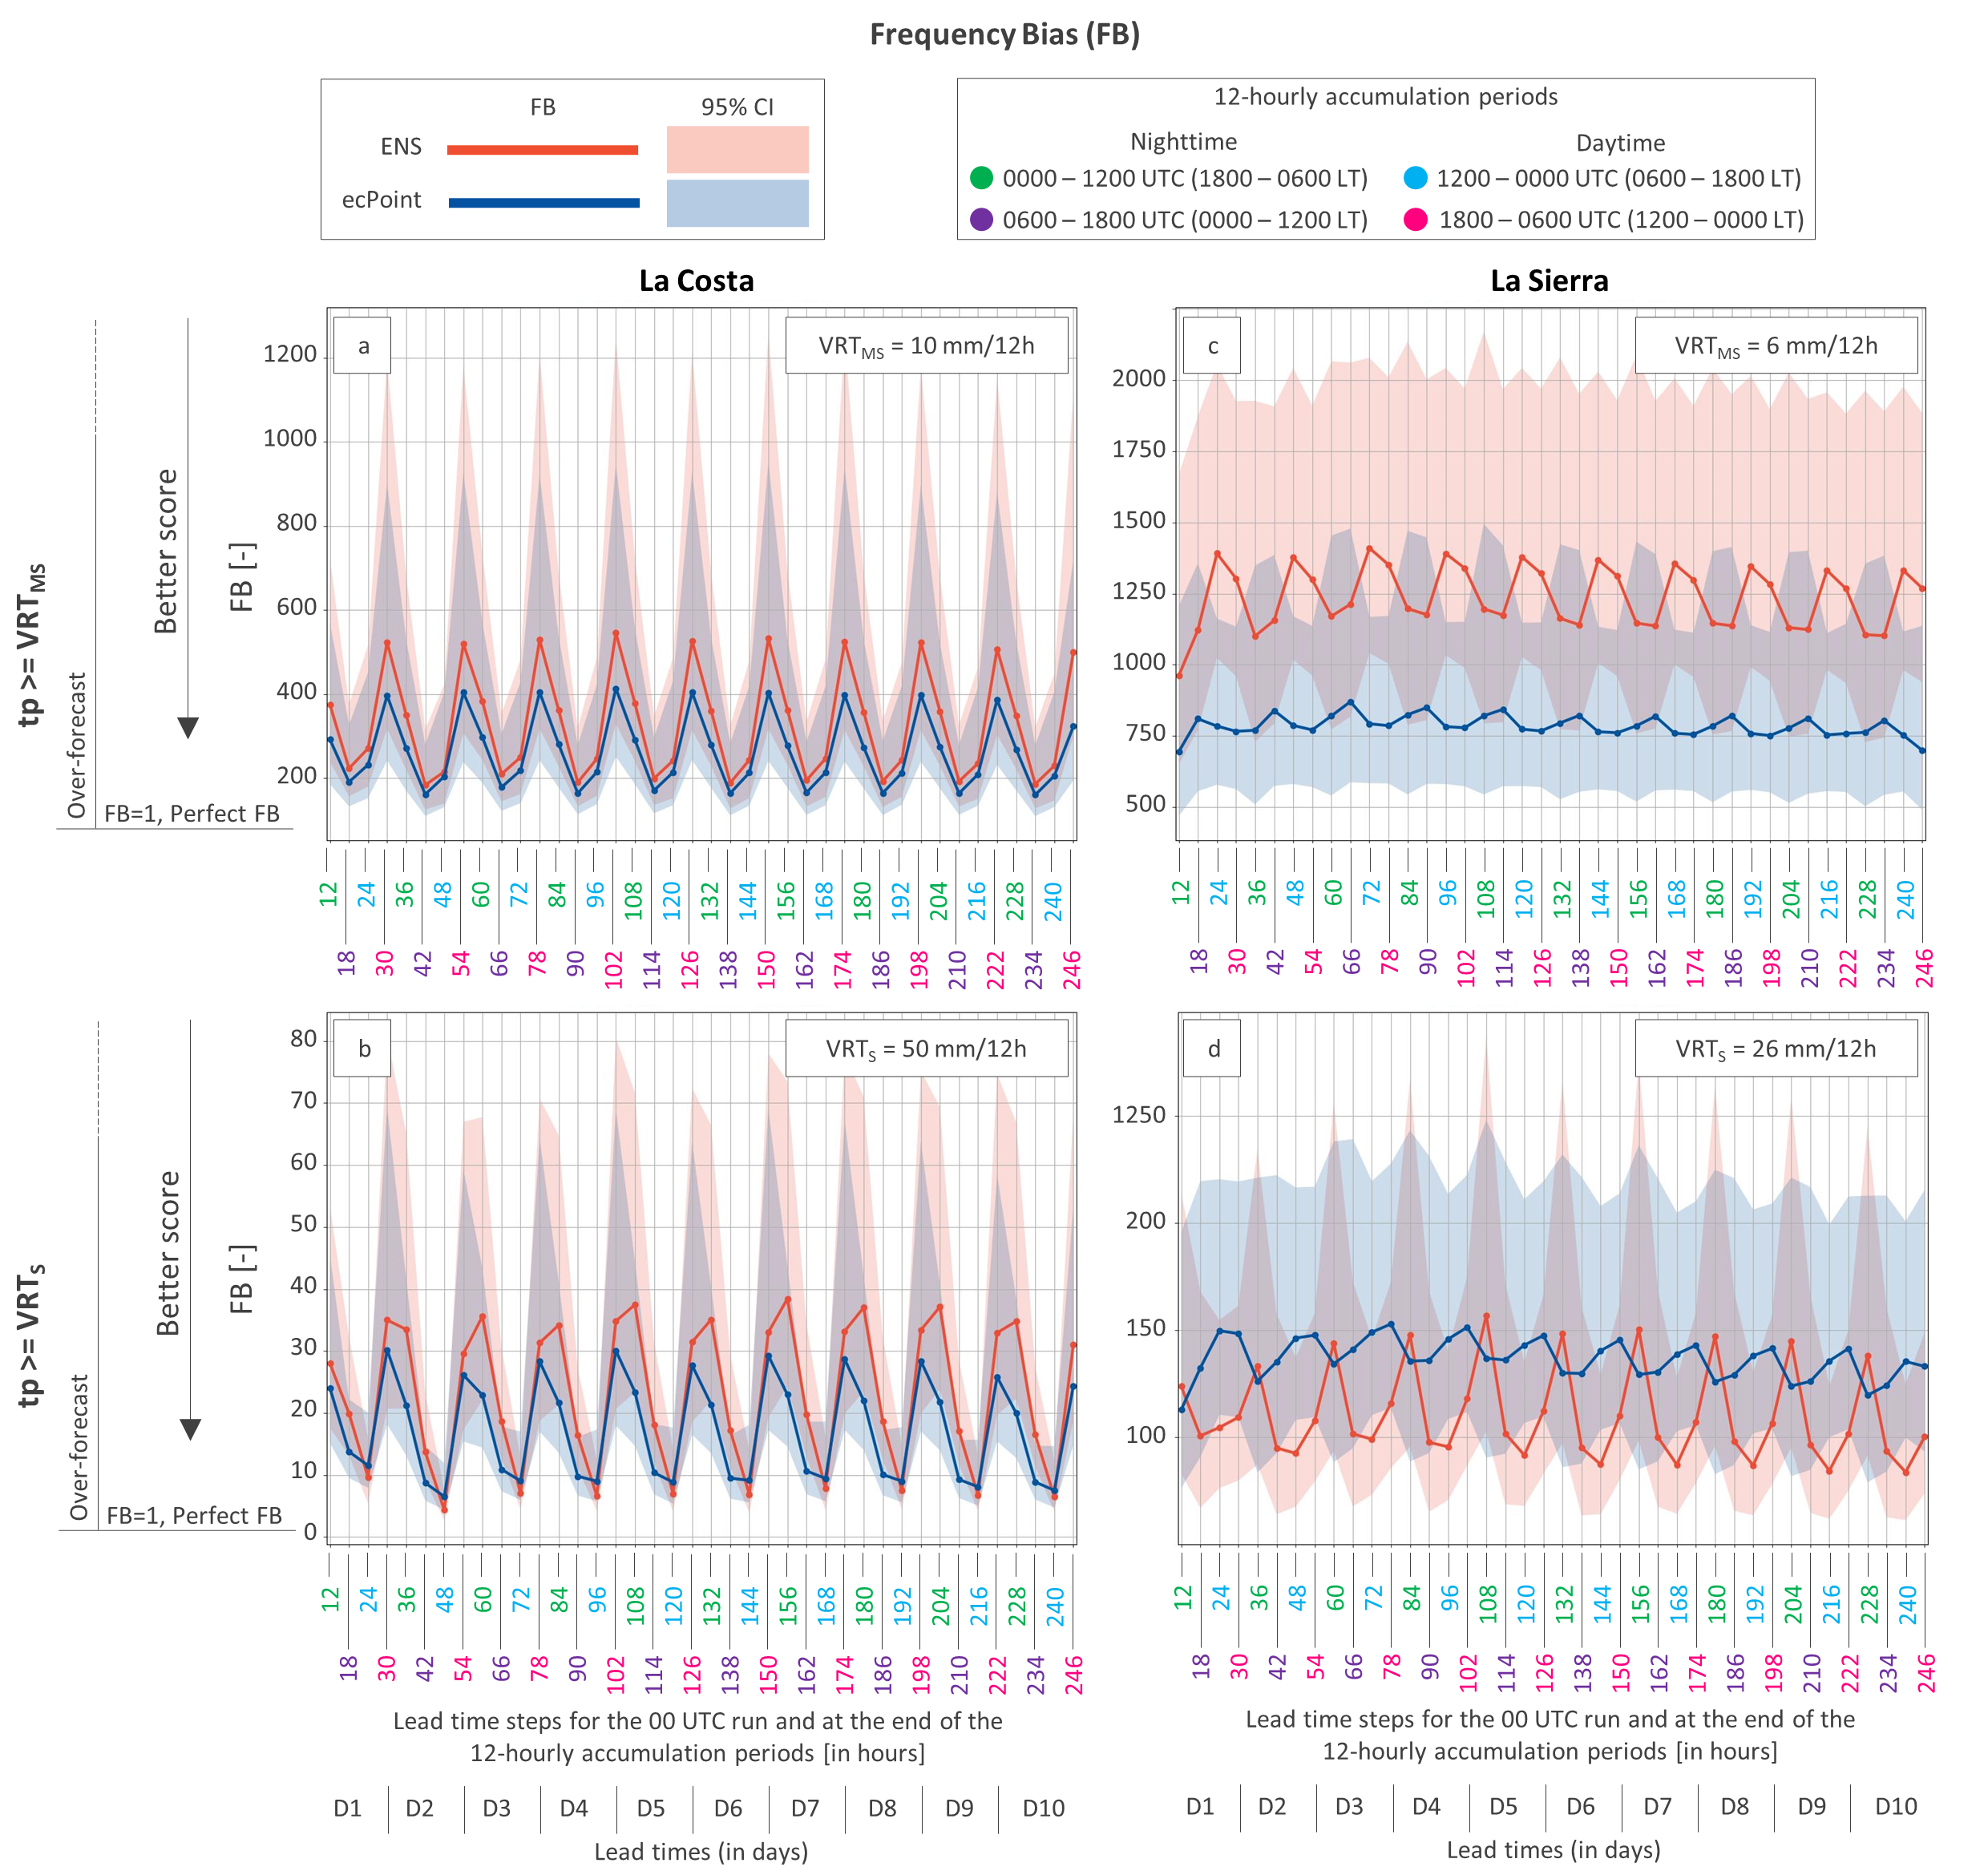 Frequency Bias (FB)
FB 95% CI
ENS
ecPoint
12-hourly accumulation periods
Nighttime Daytime
0000 – 1200 UTC (1800 – 0600 LT) 1200 – 0000 UTC (0600 – 1800 LT)
0600 – 1800 UTC (0000 – 1200 LT) 1800 – 0600 UTC (1200 – 0000 LT)
La Costa
La Sierra
tp >= VRTMS
Over-forecast
Better score
FB=1, Perfect FB
FB [-]
a
VRTMS = 10 mm/12h
1200
1000
800
600
400
200
12 24 36 48 60 72 84 96 108 120 132 144 156 168 180 192 204 216 228 240
18 30 42 54 66 78 90 102 114 126 138 150 162 174 186 198 210 222 234 246
c
VRTMS = 6 mm/12h
2000
1750
1500
1250
1000
750
500
12 24 36 48 60 72 84 96 108 120 132 144 156 168 180 192 204 216 228 240
18 30 42 54 66 78 90 102 114 126 138 150 162 174 186 198 210 222 234 246
tp >= VRTS
Over-forecast
Better score
FB=1, Perfect FB
FB [-]
b
VRTS = 50 mm/12h
80
70
60
50
40
30
20
10
0
12 24 36 48 60 72 84 96 108 120 132 144 156 168 180 192 204 216 228 240
18 30 42 54 66 78 90 102 114 126 138 150 162 174 186 198 210 222 234 246
Lead time steps for the 00 UTC run and at the end of the
12-hourly accumulation periods [in hours]
D1 D2 D3 D4 D5 D6 D7 D8 D9 D10
Lead times (in days)
d
VRTS = 26 mm/12h
1250
200
150
100
12 24 36 48 60 72 84 96 108 120 132 144 156 168 180 192 204 216 228 240
18 30 42 54 66 78 90 102 114 126 138 150 162 174 186 198 210 222 234 246
Lead time steps for the 00 UTC run and at the end of the
12-hourly accumulation periods [in hours]
D1 D2 D3 D4 D5 D6 D7 D8 D9 D10
Lead times (in days)